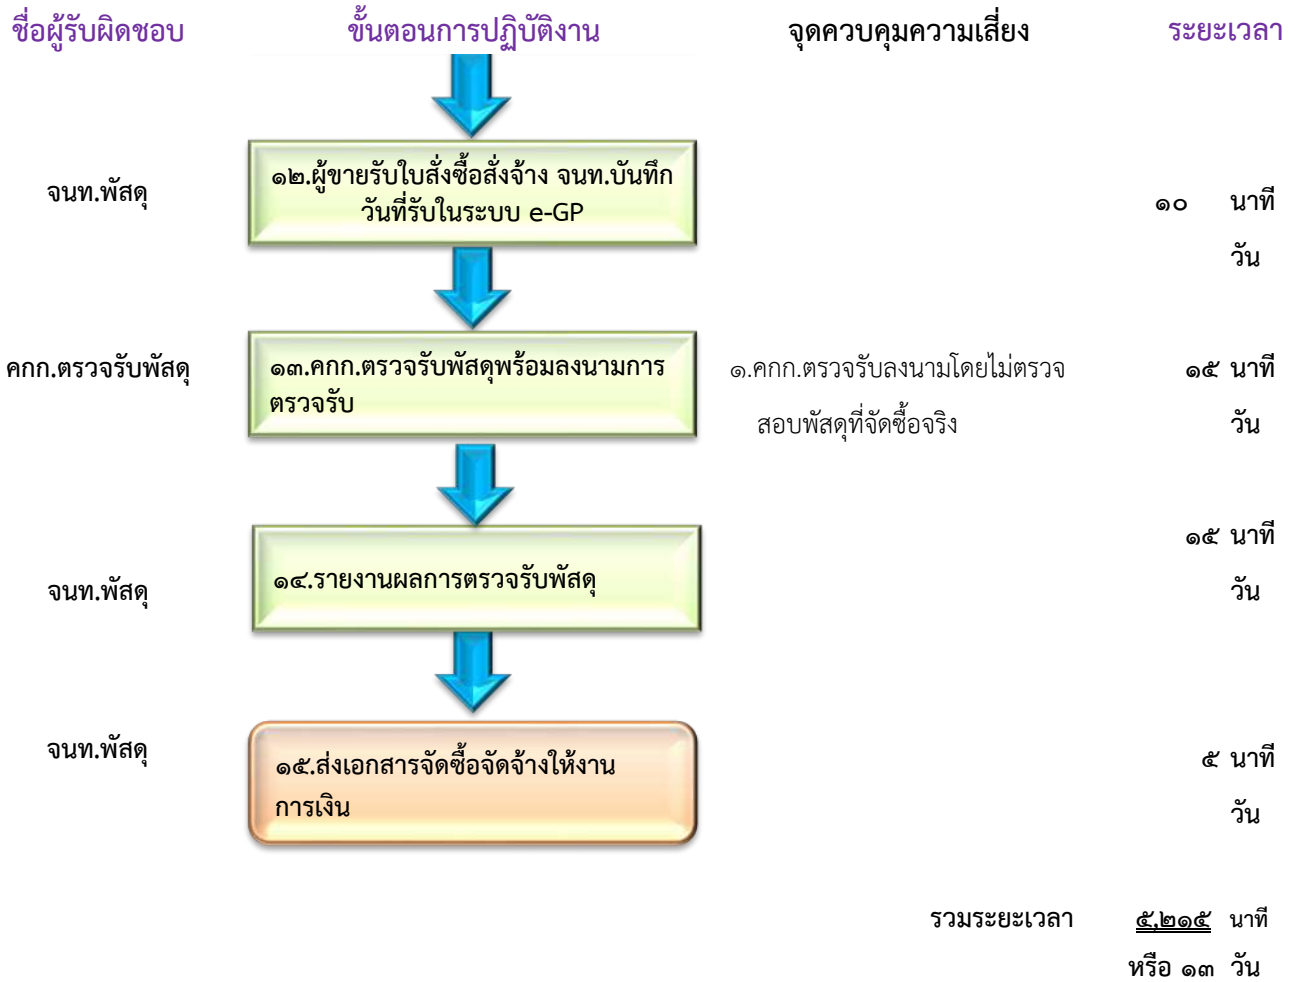 ชื่อผู้รับผิดชอบ ขั้นตอนการปฏิบัติงาน จุดควบคุมความเสี่ยง ระยะเวลา
จนท.พัสดุ
๑๒.ผู้ขายรับใบสั่งซื้อสั่งจ้าง จนท.บันทึก
วันที่รับในระบบ e-GP
๑๐ นาที
วัน
คกก.ตรวจรับพัสดุ
๑๓.คกก.ตรวจรับพัสดุพร้อมลงนามการ
ตรวจรับ
๑.คกก.ตรวจรับลงนามโดยไม่ตรวจ
สอบพัสดุที่จัดซื้อจริง
๑๕ นาที
วัน
จนท.พัสดุ
๑๔.รายงานผลการตรวจรับพัสดุ
๑๕ นาที
วัน
จนท.พัสดุ
๑๕.ส่งเอกสารจัดซื้อจัดจ้างให้งาน
การเงิน
๕ นาที
วัน
รวมระยะเวลา ๕,๒๑๕ นาที
หรือ ๑๓ วัน